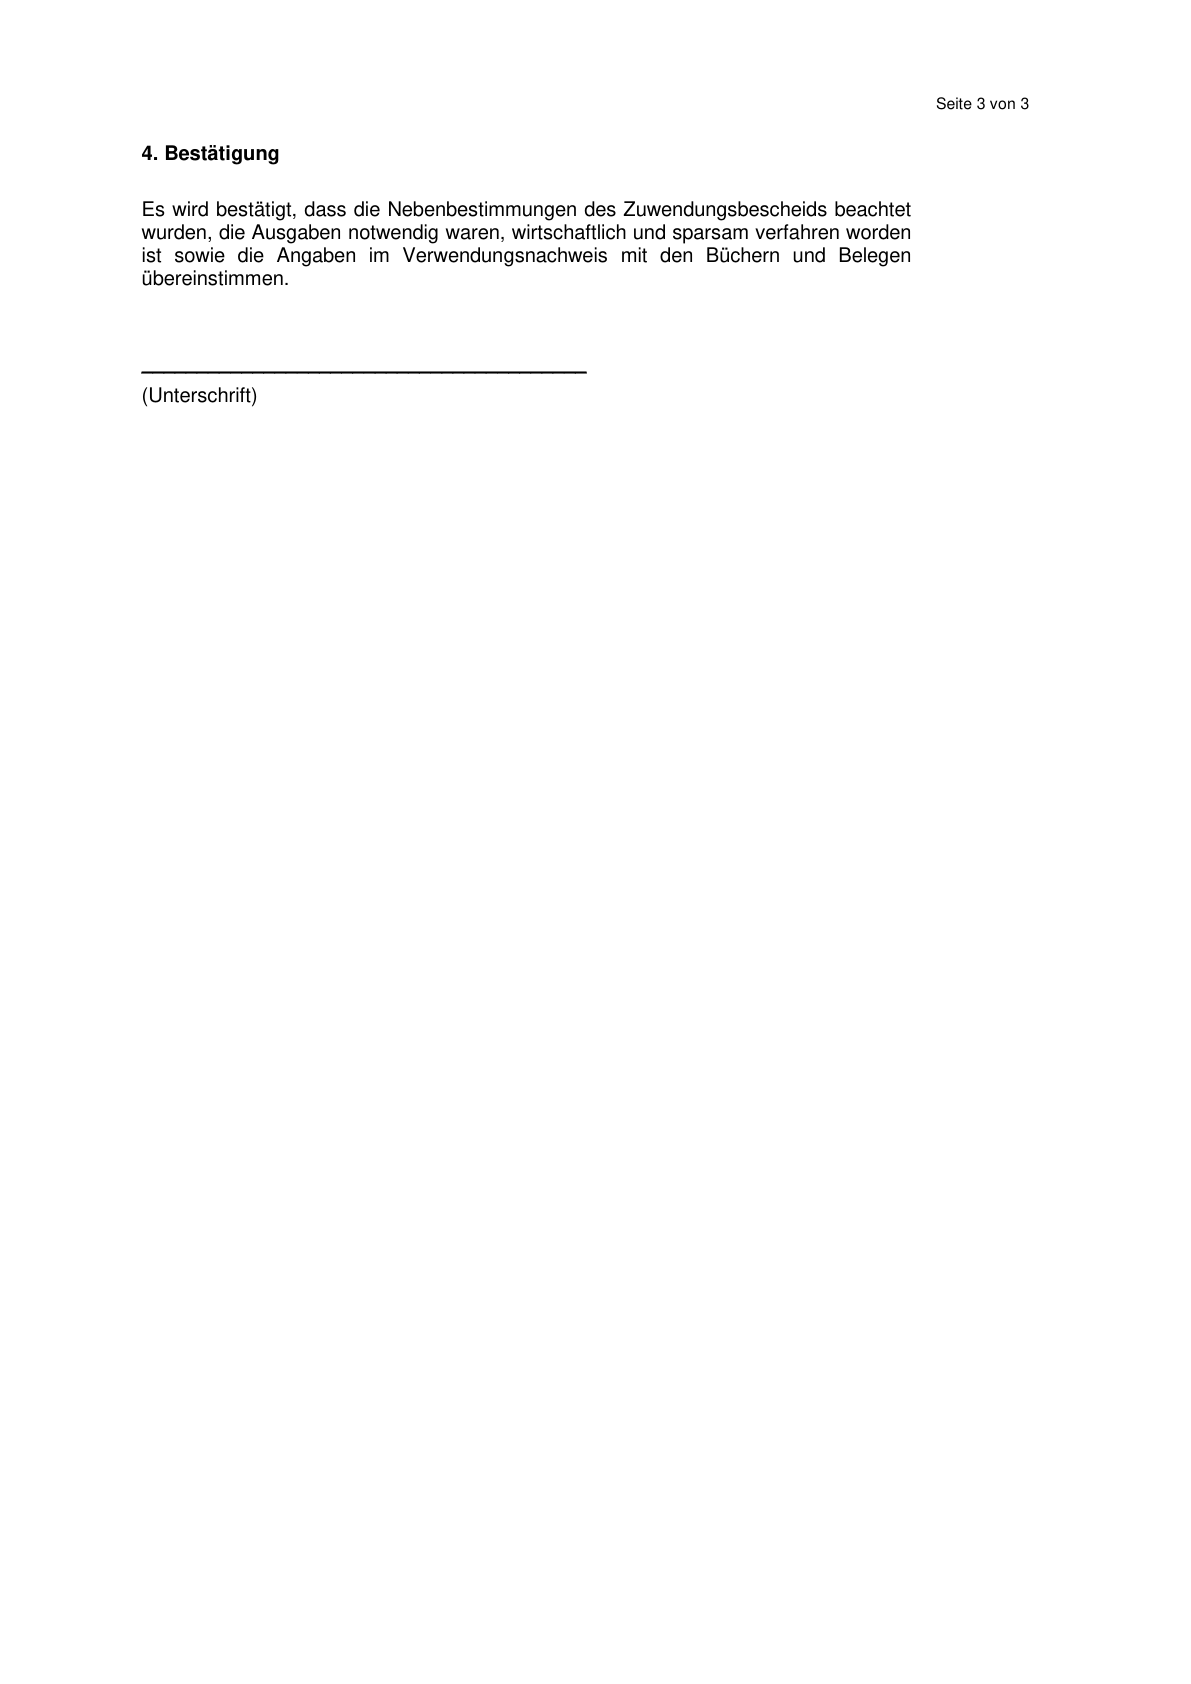 Seite 3 von 3
4. Bestätigung
Es wird bestätigt, dass die Nebenbestimmungen des Zuwendungsbescheids beachtet
wurden, die Ausgaben notwendig waren, wirtschaftlich und sparsam verfahren worden
ist sowie die Angaben im Verwendungsnachweis mit den Büchern und Belegen
übereinstimmen.
(Unterschrift)